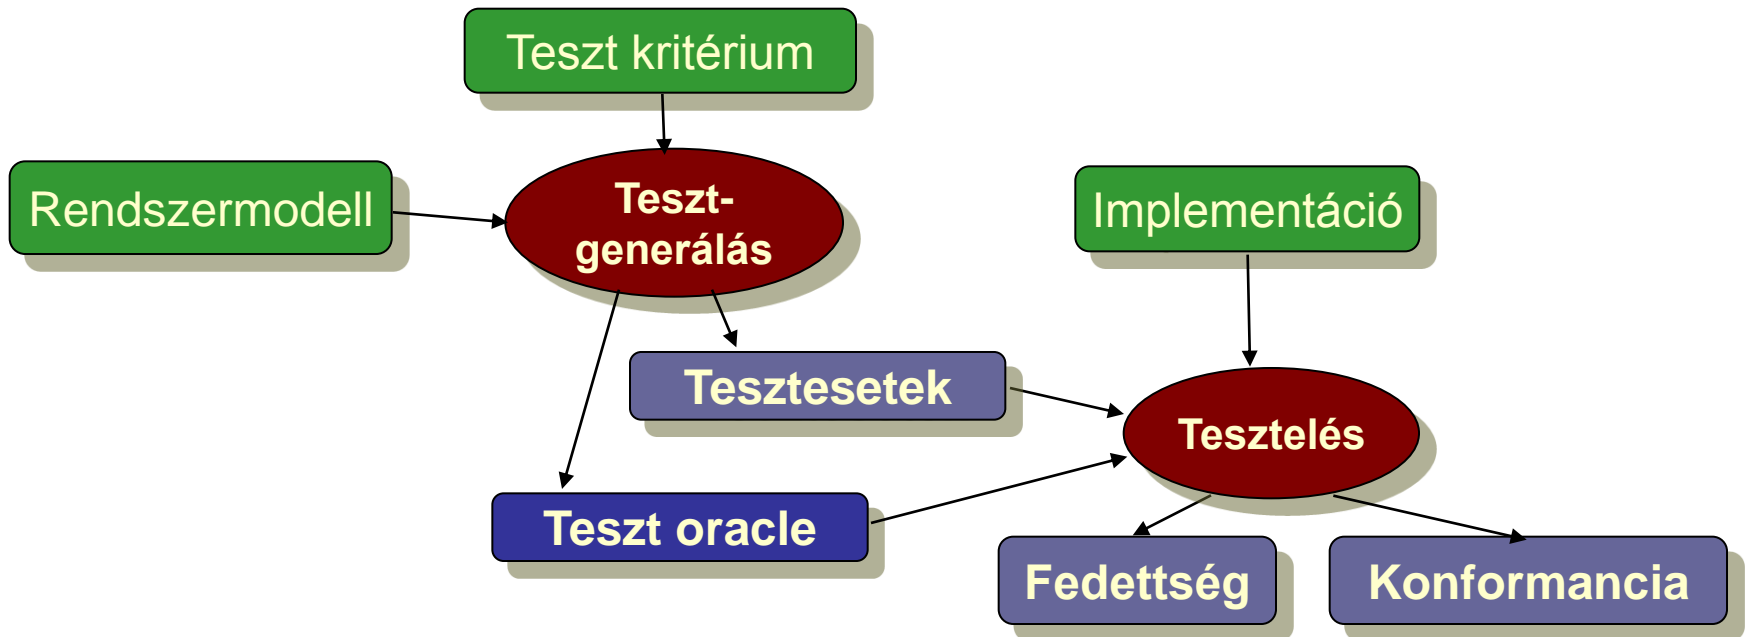 Teszt kritérium
Rendszermodell
Teszt-
generálás
Implementáció
Tesztesetek
Tesztelés
Teszt oracle
Fedettség
Konformancia